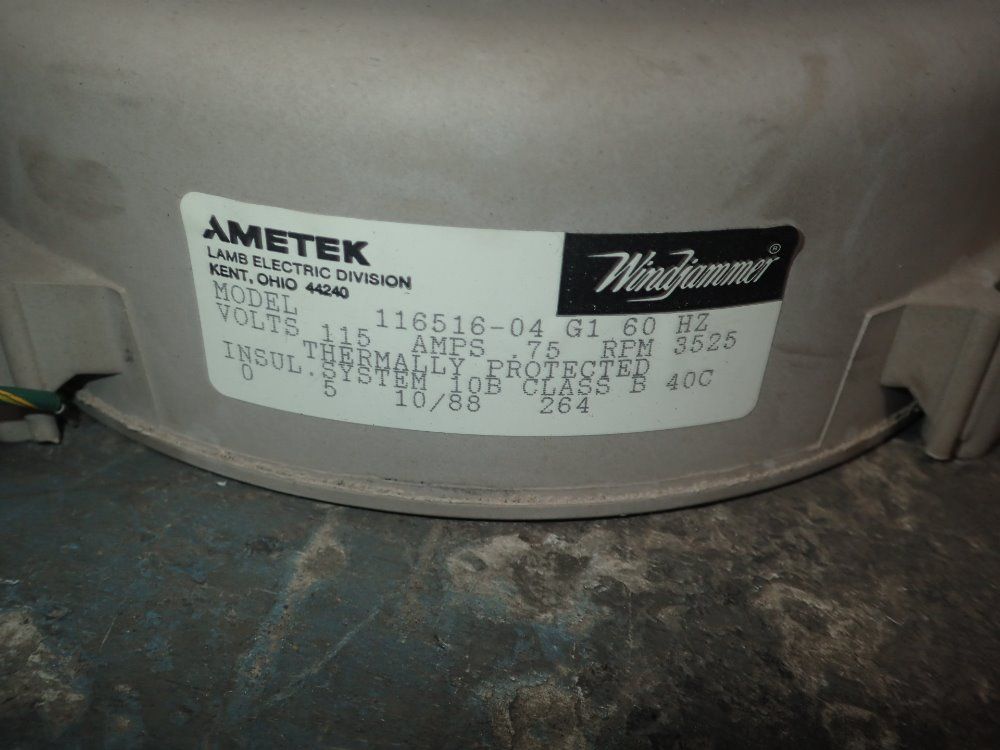 AMETEK
LAMB ELECTRIC DIVISION
KENT, OHIO 44240
Windjammer®
MODEL 116516-04 G1 60 HZ
VOLTS 115 AMPS .75 RPM 3525
THERMALLY PROTECTED
INSUL.SYSTEM 10B CLASS B 40C
0 5 10/88 264